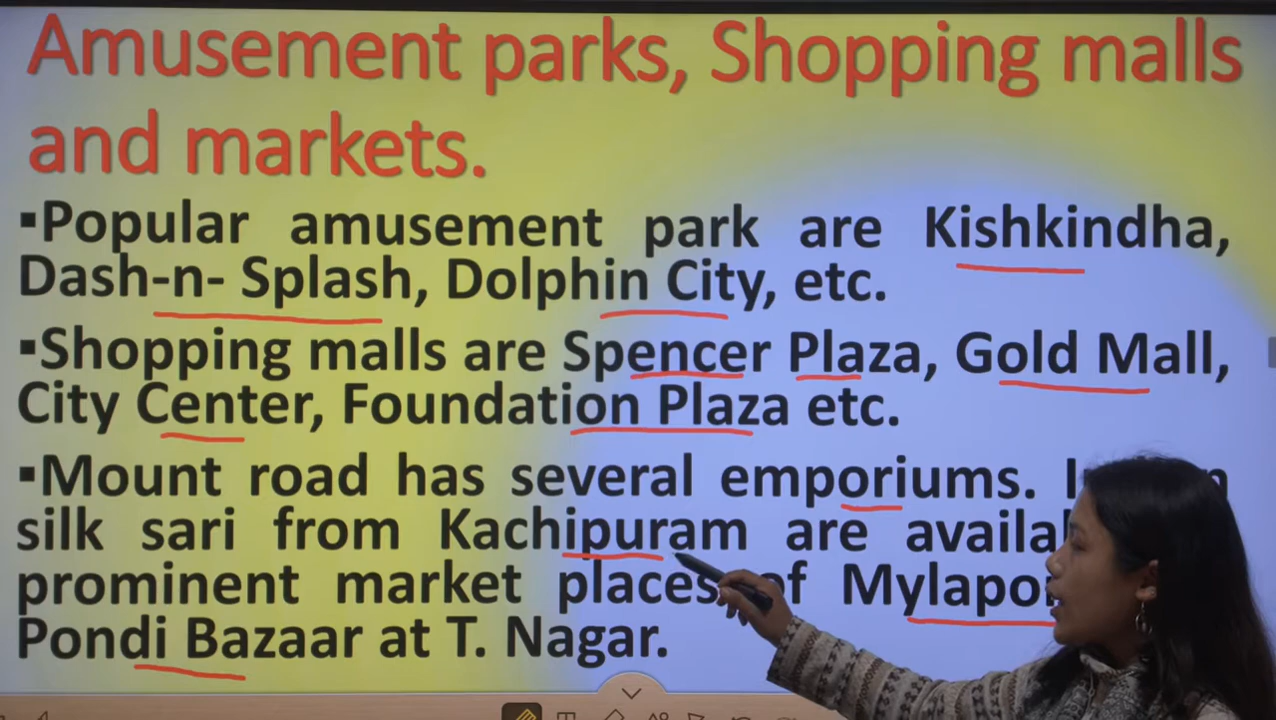 Amusement parks, Shopping malls
and markets.
▪Popular amusement park are Kishkindha,
Dash-n- Splash, Dolphin City, etc.
▪Shopping malls are Spencer Plaza, Gold Mall,
City Center, Foundation Plaza etc.
▪Mount road has several emporiums.
silk sari from Kachipuram are
prominent market places of
Pondi Bazaar at T. Nagar.